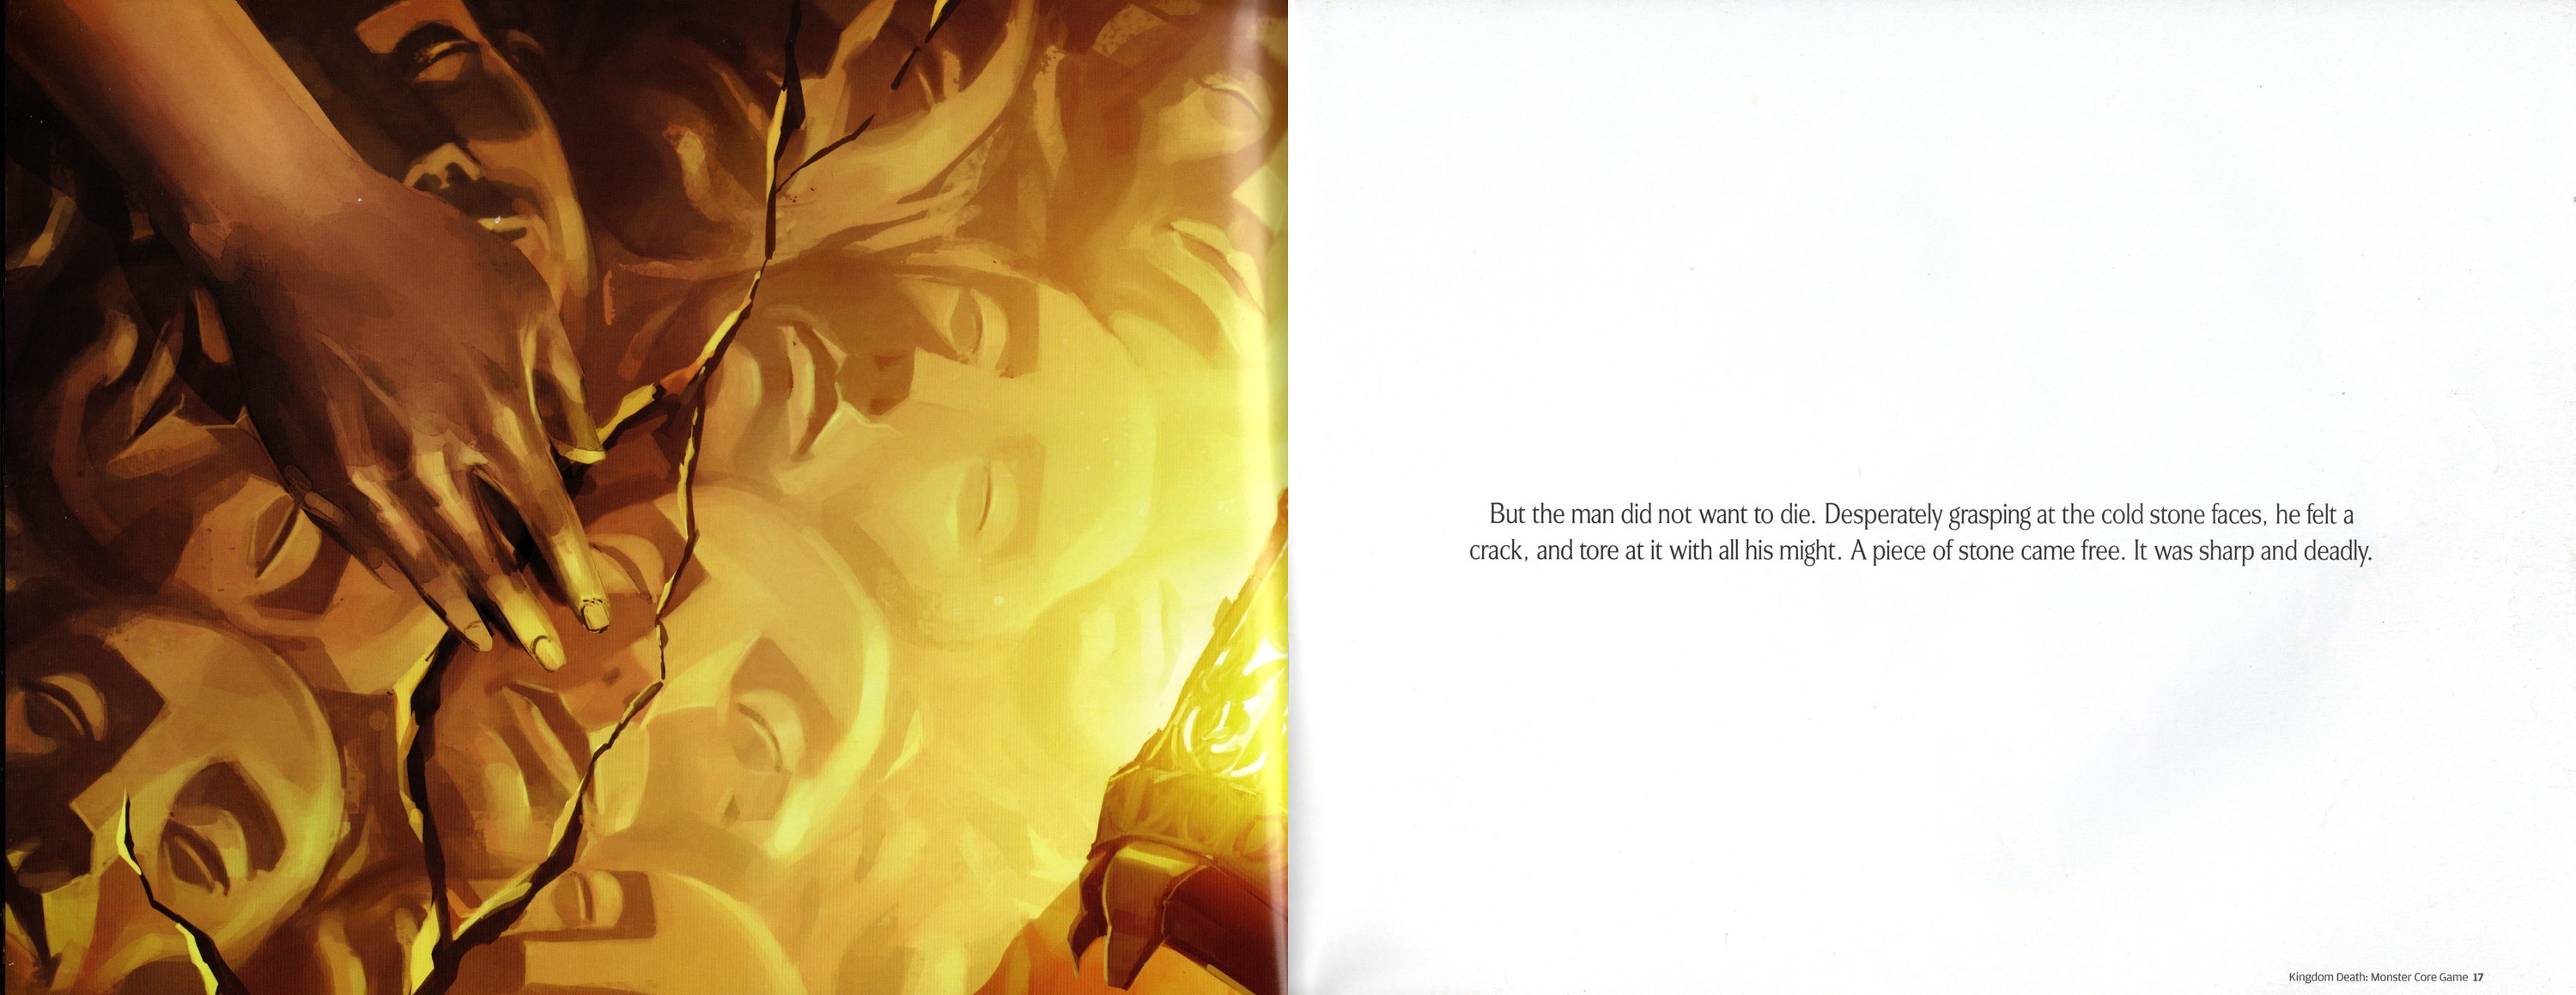 But the man did not want to die. Desperately grasping at the cold stone faces, he felt a
crack, and tore at it with all his might. A piece of stone came free. It was sharp and deadly.
Kingdom Death: Monster Core Game 17